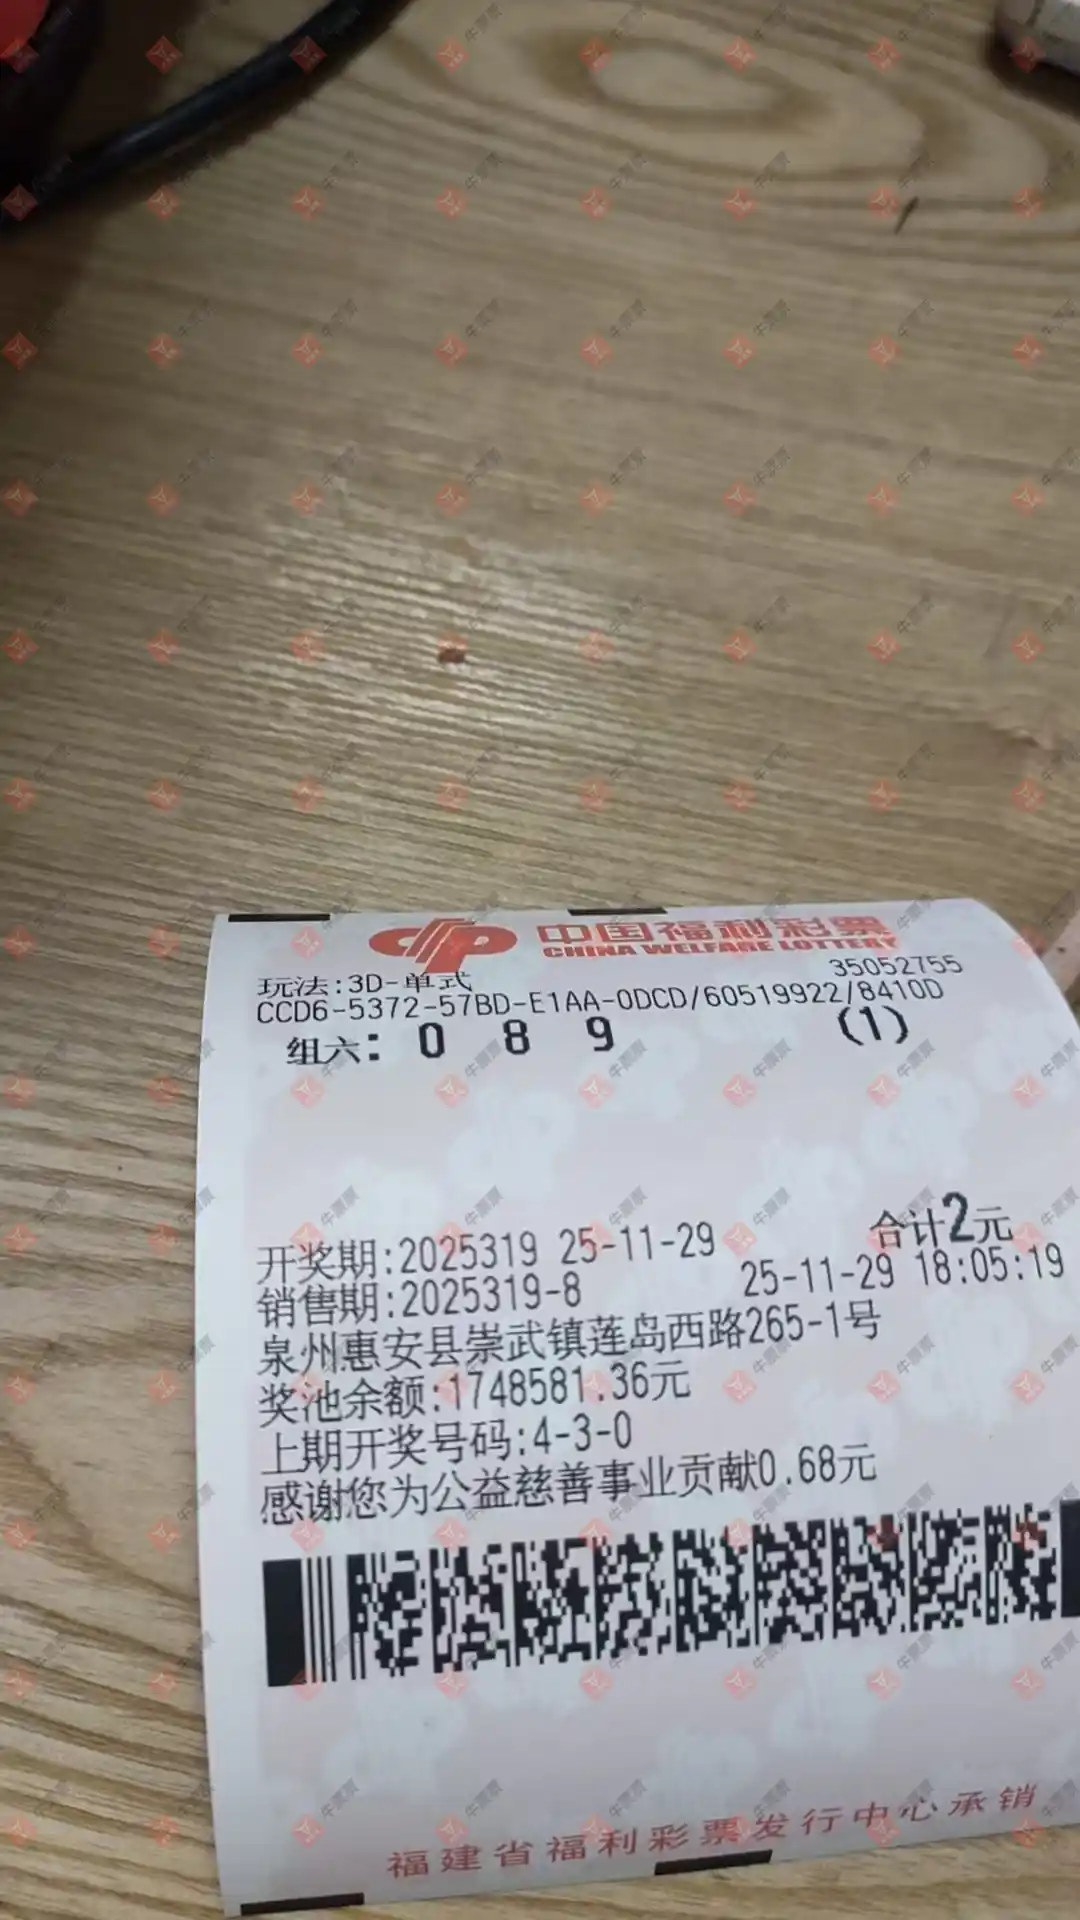 中国福利彩票
CHINA WELFARE LOTTERY
玩法:3D-单式
35052755
CCD6-5372-57BD-E1AA-0DCD/60519922/8410D
组六: 0 8 9 (1)
合计2元
开奖期:2025319 25-11-29
销售期:2025319-8 25-11-29 18:05:19
泉州惠安县崇武镇莲岛西路265-1号
奖池余额:1748581.36元
上期开奖号码:4-3-0
感谢您为公益慈善事业贡献0.68元
福建省福利彩票发行中心承销